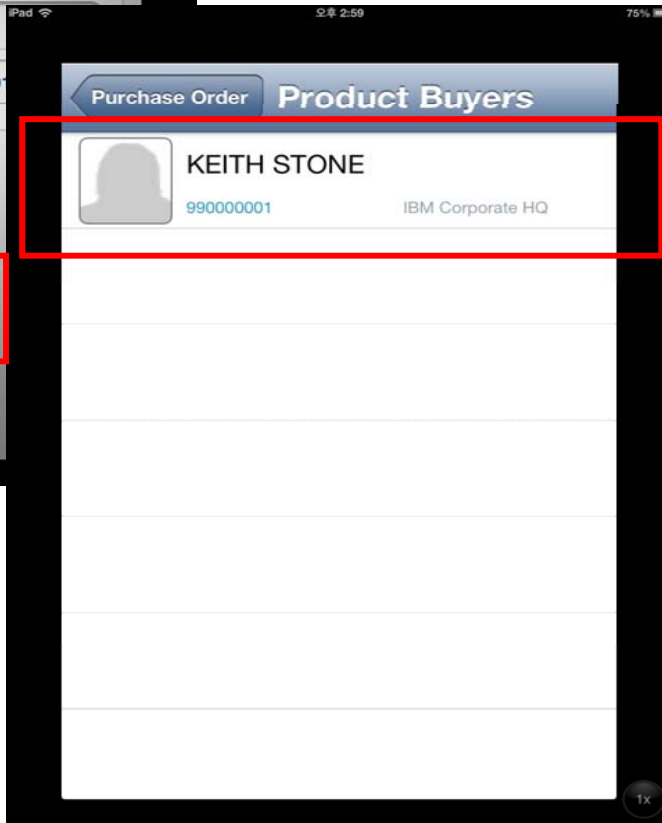 iPad 오후 2:59 75%
Purchase Order Product Buyers
KEITH STONE
990000001 IBM Corporate HQ
1x